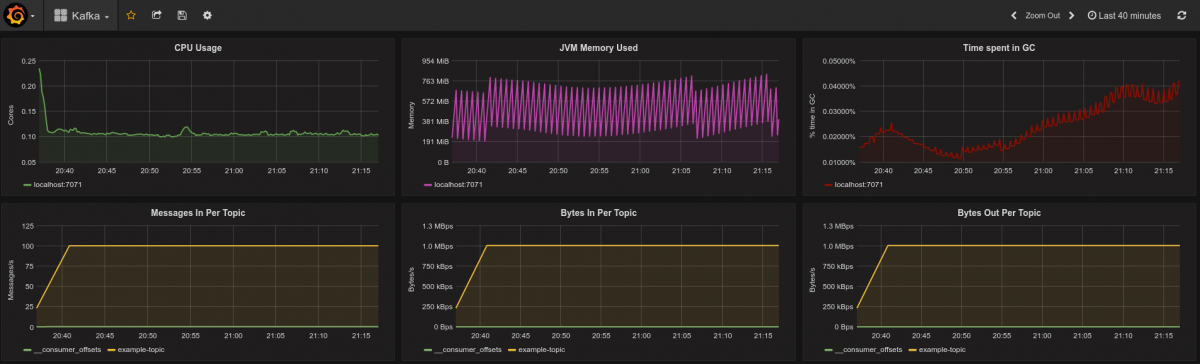 Kafka
Zoom Out
Last 40 minutes
CPU Usage
0.25
0.20
0.15
0.10
0.05
Cores
20:40 20:45 20:50 20:55 21:00 21:05 21:10 21:15
localhost:7071
JVM Memory Used
954 MiB
763 MiB
572 MiB
381 MiB
191 MiB
0 B
Memory
20:40 20:45 20:50 20:55 21:00 21:05 21:10 21:15
localhost:7071
Time spent in GC
0.05000%
0.04000%
0.03000%
0.02000%
0.01000%
% time in GC
20:40 20:45 20:50 20:55 21:00 21:05 21:10 21:15
localhost:7071
Messages In Per Topic
125
100
75
50
25
0
Messages/s
20:40 20:45 20:50 20:55 21:00 21:05 21:10 21:15
__consumer_offsets example-topic
Bytes In Per Topic
1.3 MBps
1.0 MBps
750 kBps
500 kBps
250 kBps
0 Bps
Bytes/s
20:40 20:45 20:50 20:55 21:00 21:05 21:10 21:15
__consumer_offsets example-topic
Bytes Out Per Topic
1.3 MBps
1.0 MBps
750 kBps
500 kBps
250 kBps
0 Bps
Bytes/s
20:40 20:45 20:50 20:55 21:00 21:05 21:10 21:15
__consumer_offsets example-topic